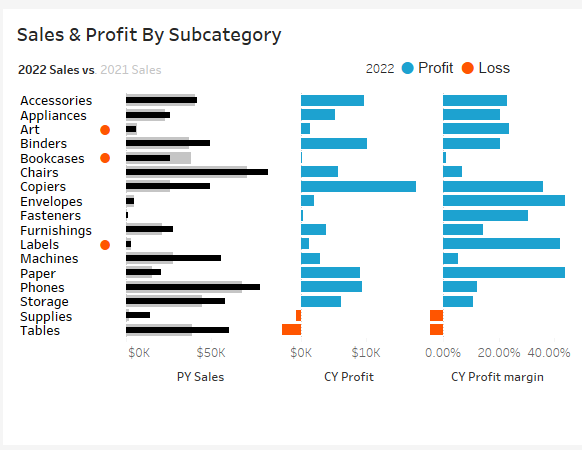 Sales & Profit By Subcategory
2022 Sales vs 2021 Sales
2022 Profit Loss
Accessories
Appliances
Art
Binders
Bookcases
Chairs
Copiers
Envelopes
Fasteners
Furnishings
Labels
Machines
Paper
Phones
Storage
Supplies
Tables
$0K $50K $0K $10K 0.00% 20.00% 40.00%
PY Sales CY Profit CY Profit margin